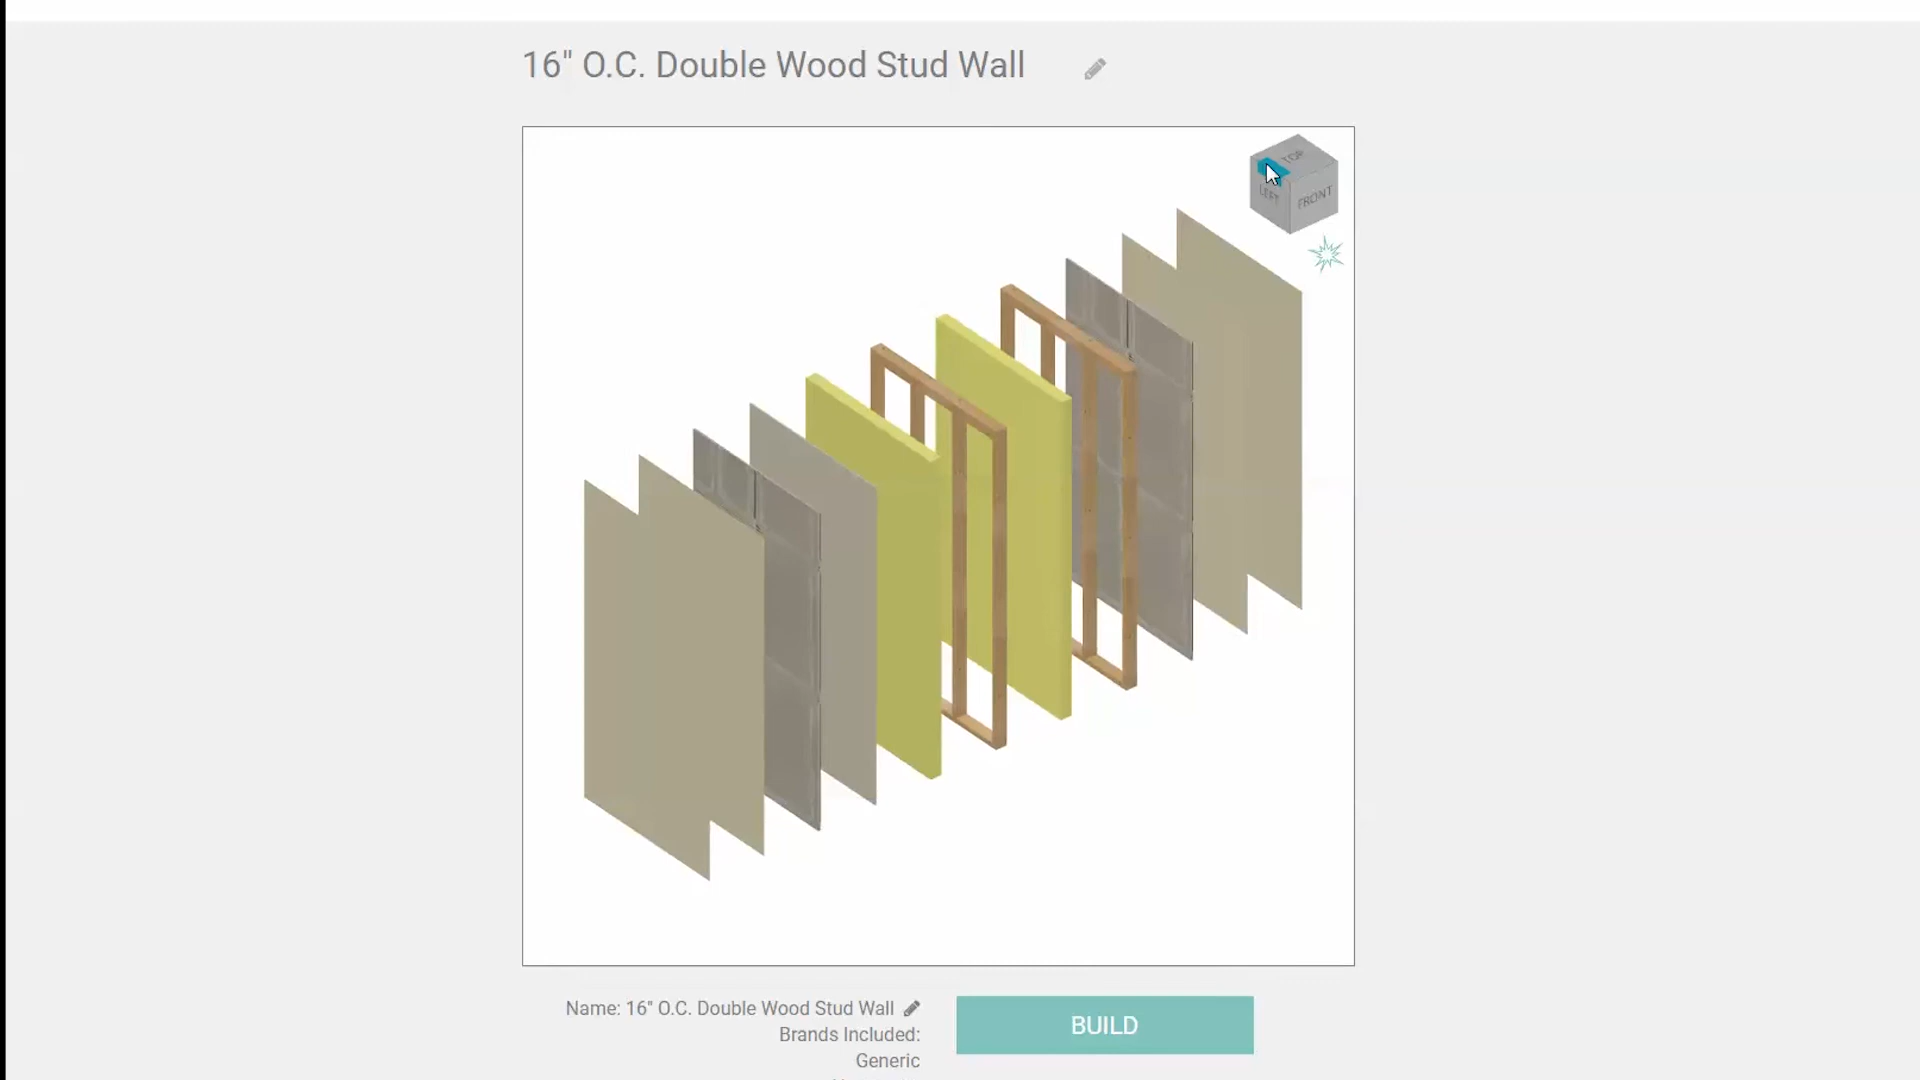 16" O.C. Double Wood Stud Wall
TOP
LEFT
FRONT
Name: 16" O.C. Double Wood Stud Wall
Brands Included:
Generic
BUILD